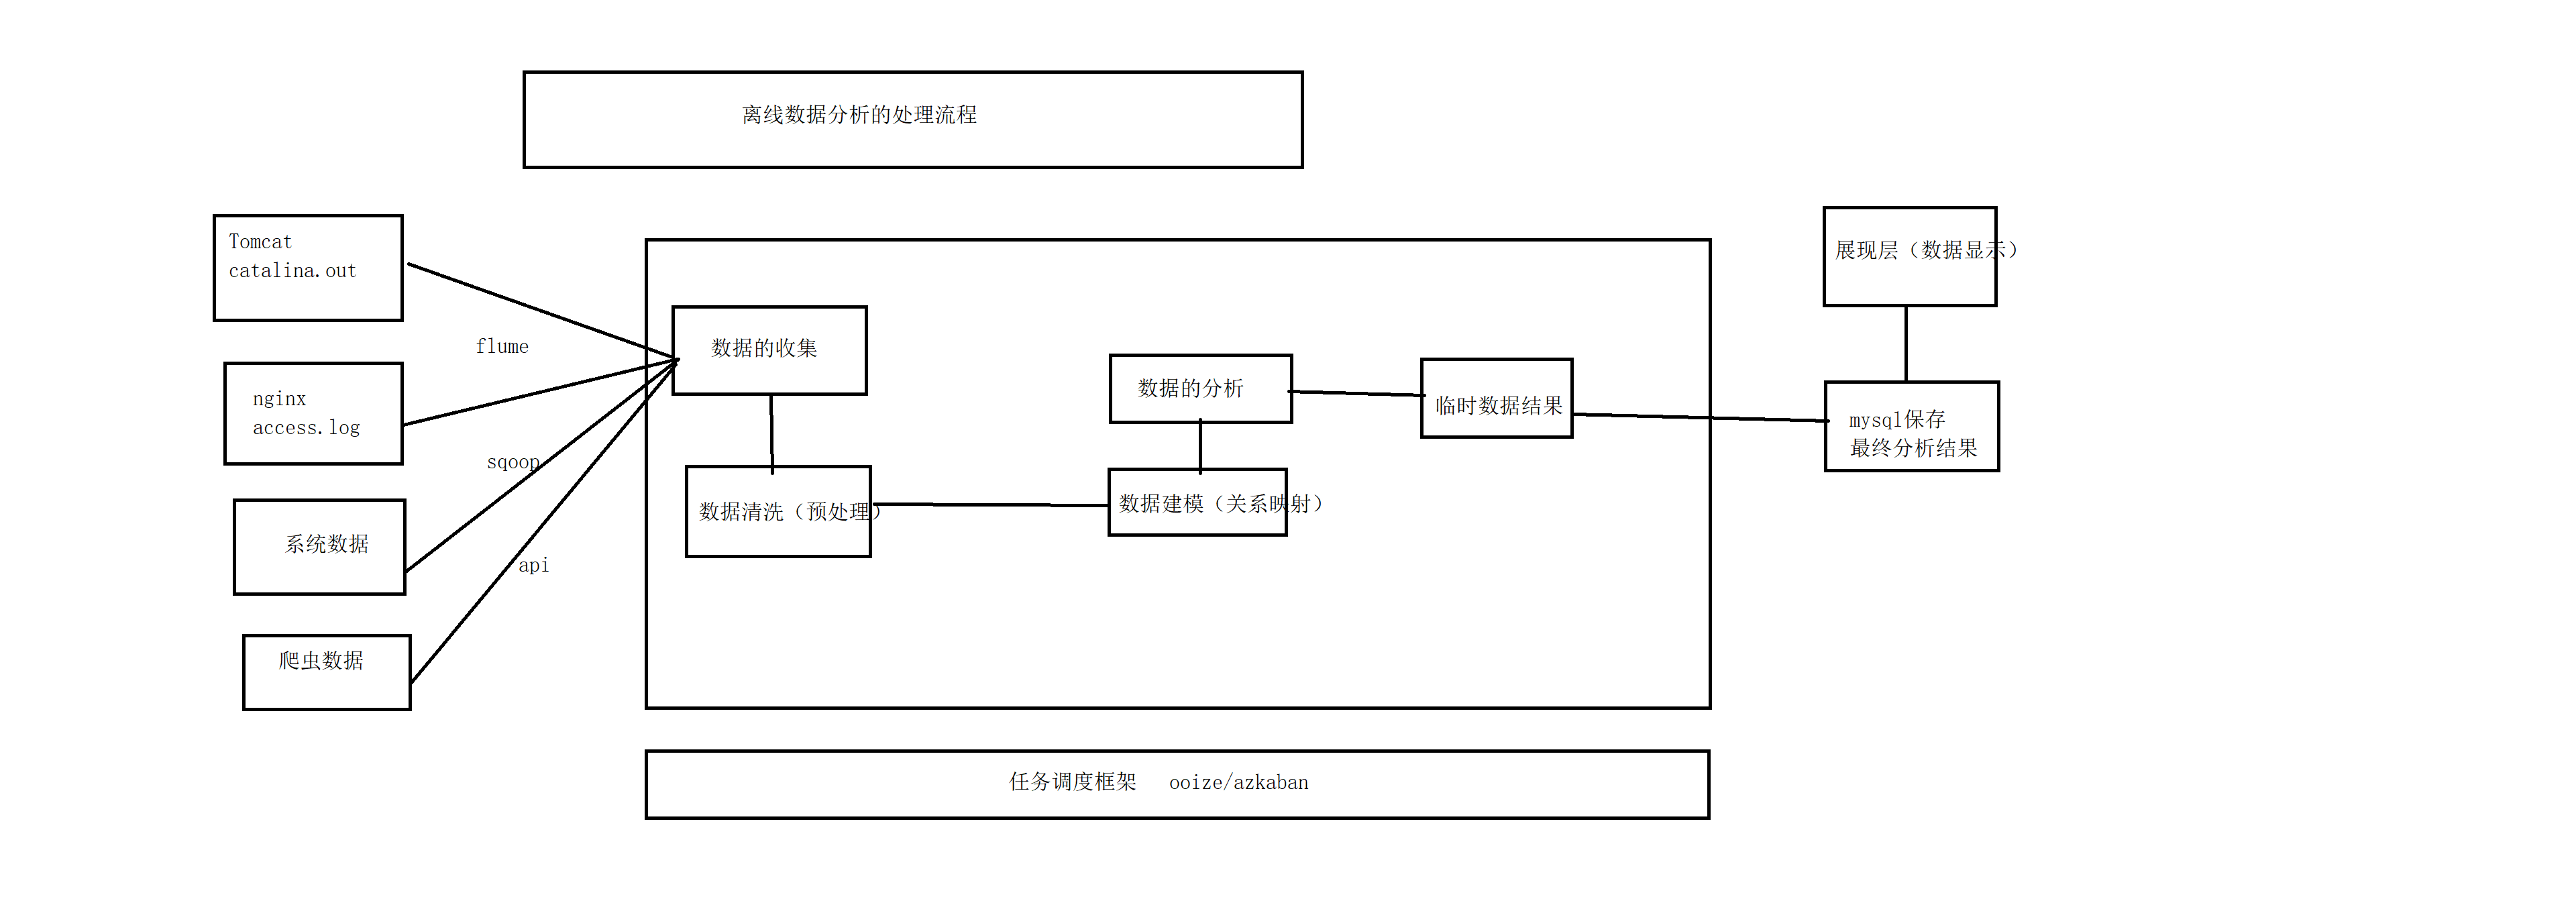 离线数据分析的处理流程
Tomcat
catalina.out
flume
nginx
access.log
sqoop
系统数据
api
爬虫数据
数据的收集
数据清洗（预处理）
数据建模（关系映射）
数据的分析
临时数据结果
展现层（数据显示）
mysql保存
最终分析结果
任务调度框架 ooize/azkaban